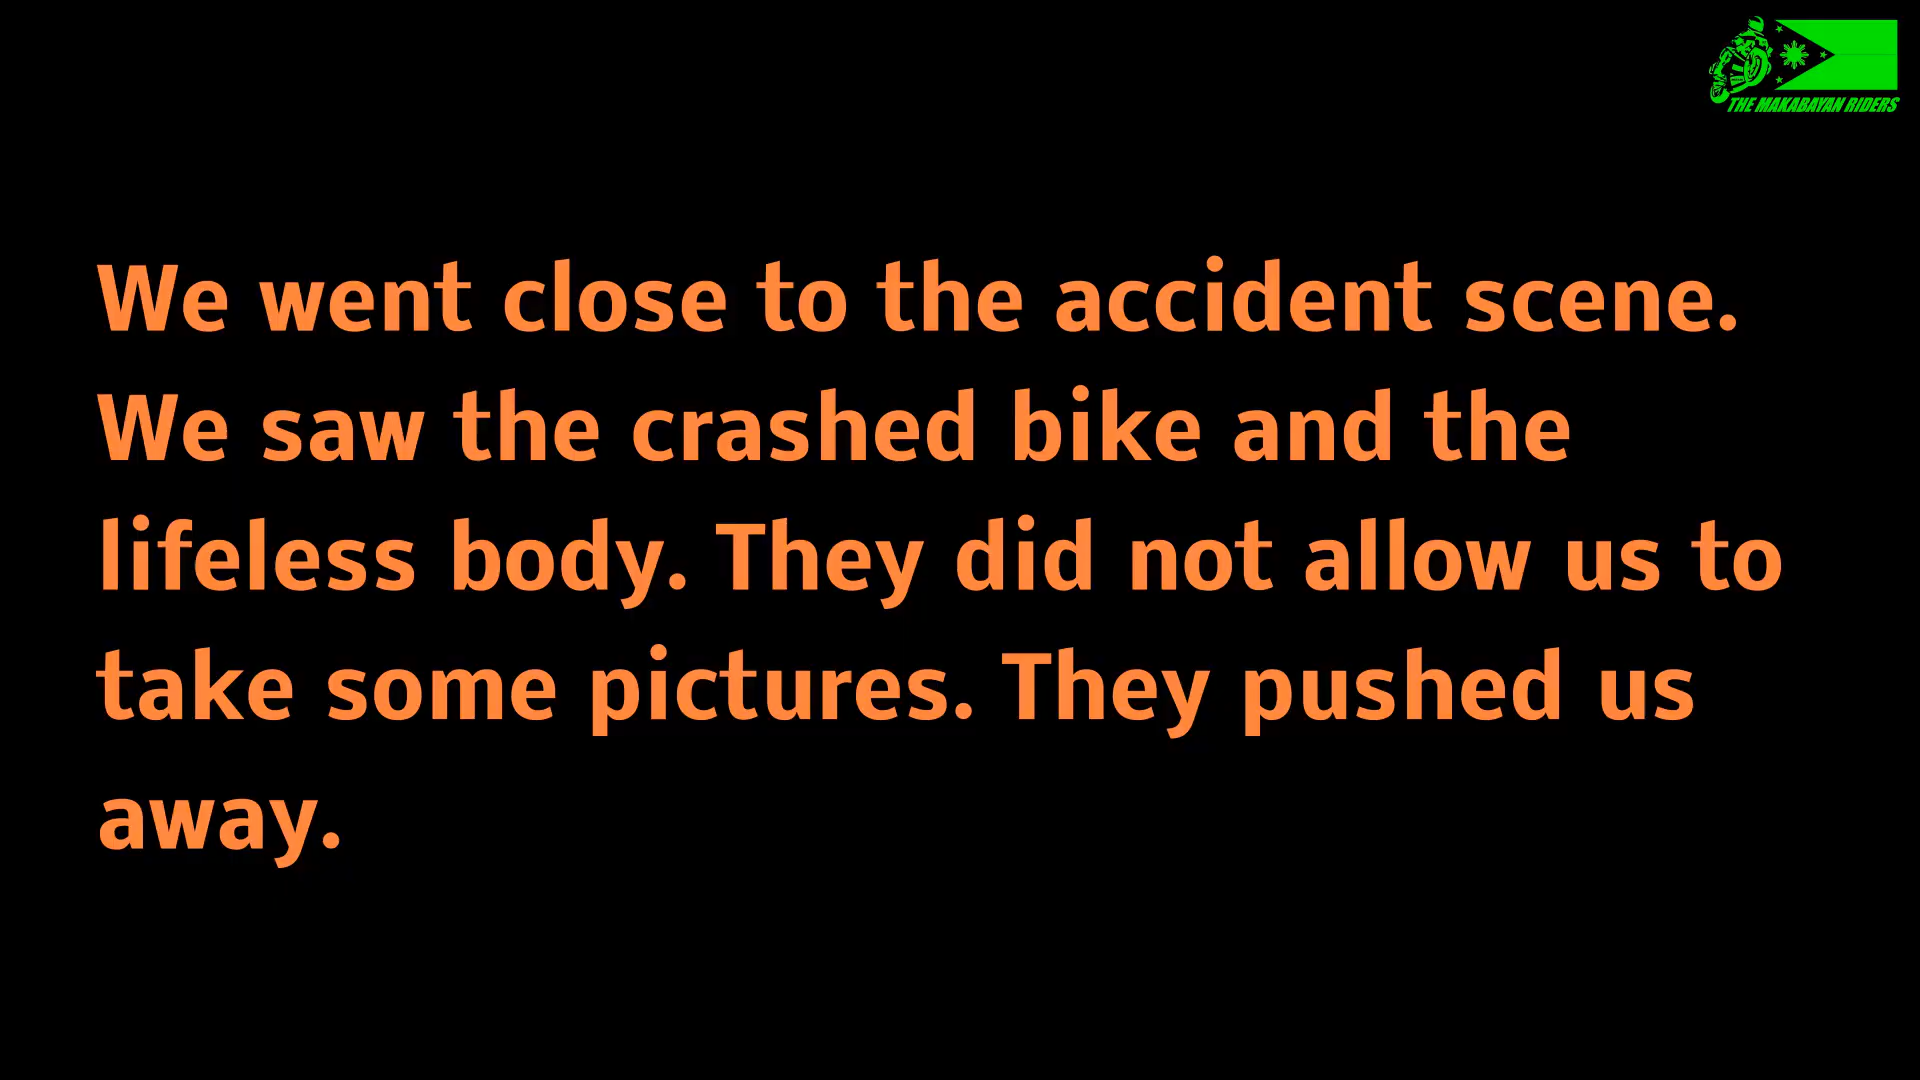 THE MAKABAYAN RIDERS
We went close to the accident scene.
We saw the crashed bike and the
lifeless body. They did not allow us to
take some pictures. They pushed us
away.